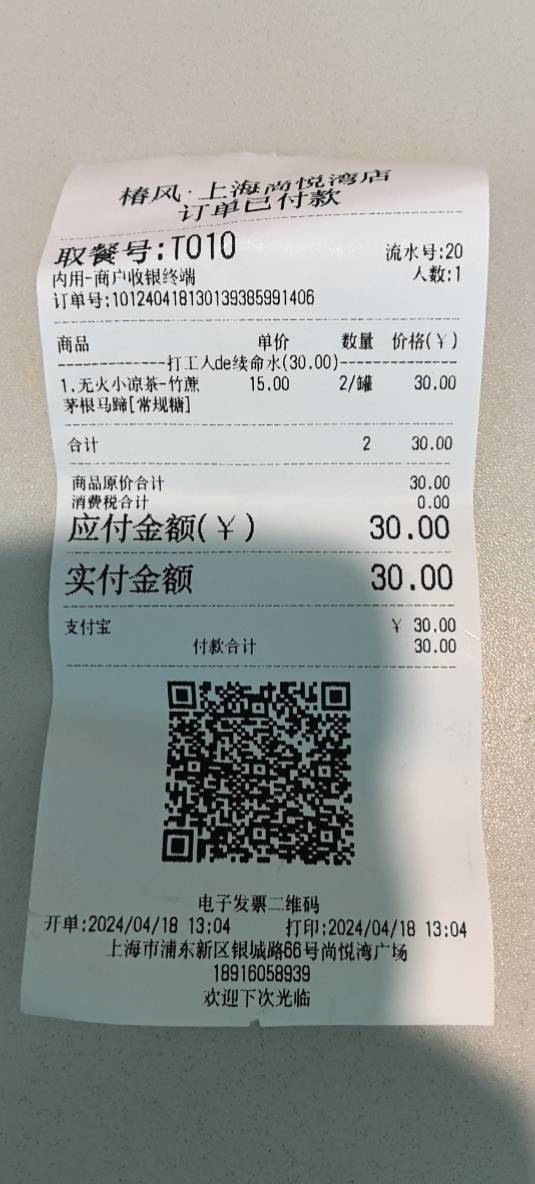 椿风·上海尚悦湾店
订单已付款
取餐号:T010 流水号:20
内用-商户收银终端 人数:1
订单号:101240418130139385991406
商品 单价 数量 价格(￥)
------------打工人de续命水(30.00)------------
1.无火小凉茶-竹蔗 15.00 2/罐 30.00
茅根马蹄[常规糖]
合计 2 30.00
商品原价合计 30.00
消费税合计 0.00
应付金额(￥) 30.00
实付金额 30.00
支付宝 ￥ 30.00
付款合计 30.00
电子发票二维码
开单:2024/04/18 13:04 打印:2024/04/18 13:04
上海市浦东新区银城路66号尚悦湾广场
18916058939
欢迎下次光临